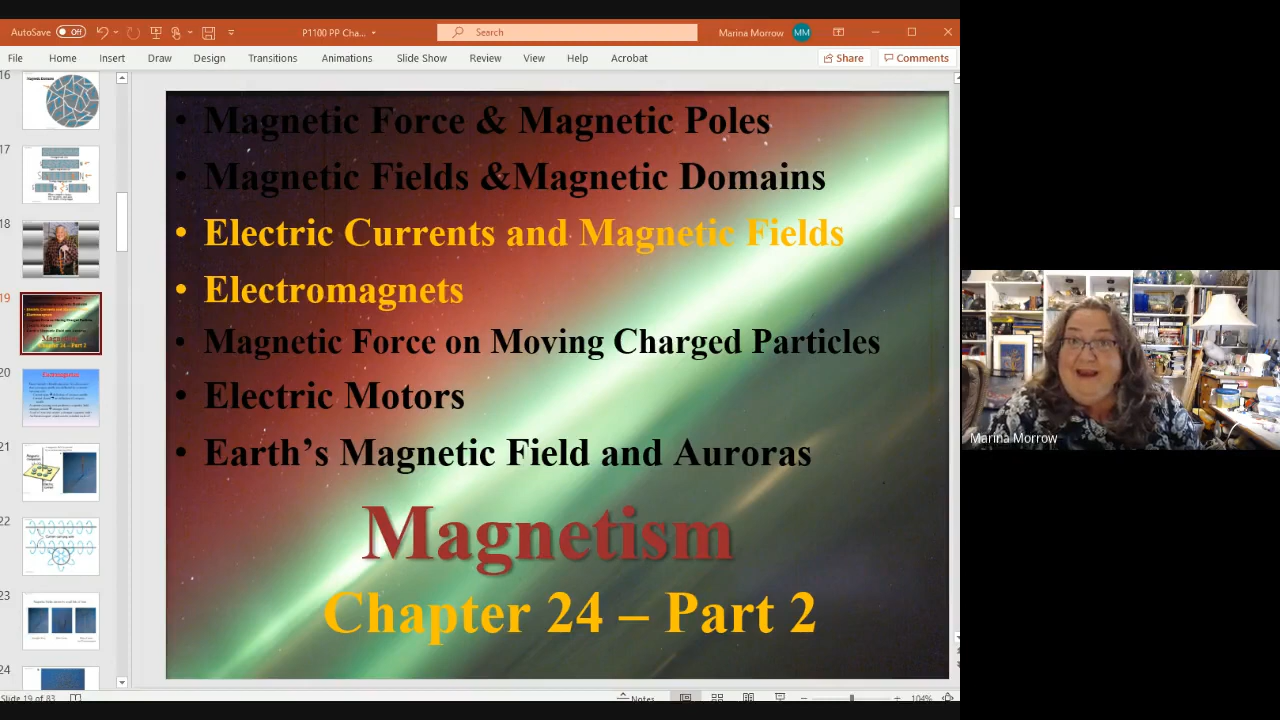 AutoSave Off
P1100 PP Cha...
Search
Marina Morrow MM
File Home Insert Draw Design Transitions Animations Slide Show Review View Help Acrobat Share Comments
16
17
18
19
20
21
22
23
24
• Magnetic Force & Magnetic Poles
• Magnetic Fields &Magnetic Domains
• Electric Currents and Magnetic Fields
• Electromagnets
• Magnetic Force on Moving Charged Particles
• Electric Motors
• Earth's Magnetic Field and Auroras
Magnetism
Chapter 24 – Part 2
Marina Morrow
Slide 19 of 83
Notes
104%